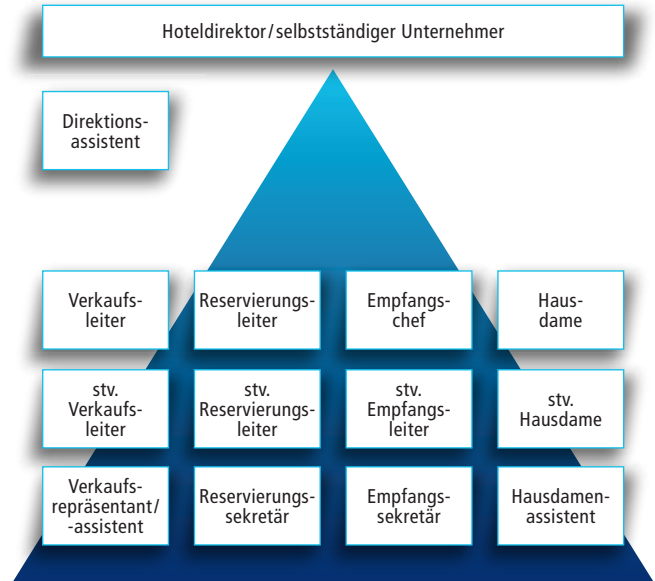 Hoteldirektor/selbstständiger Unternehmer
Direktions-
assistent
Verkaufs-
leiter
Reservierungs-
leiter
Empfangs-
chef
Haus-
dame
stv.
Verkaufs-
leiter
stv.
Reservierungs-
leiter
stv.
Empfangs-
leiter
stv.
Hausdame
Verkaufs-
repräsentant/
-assistent
Reservierungs-
sekretär
Empfangs-
sekretär
Hausdamen-
assistent